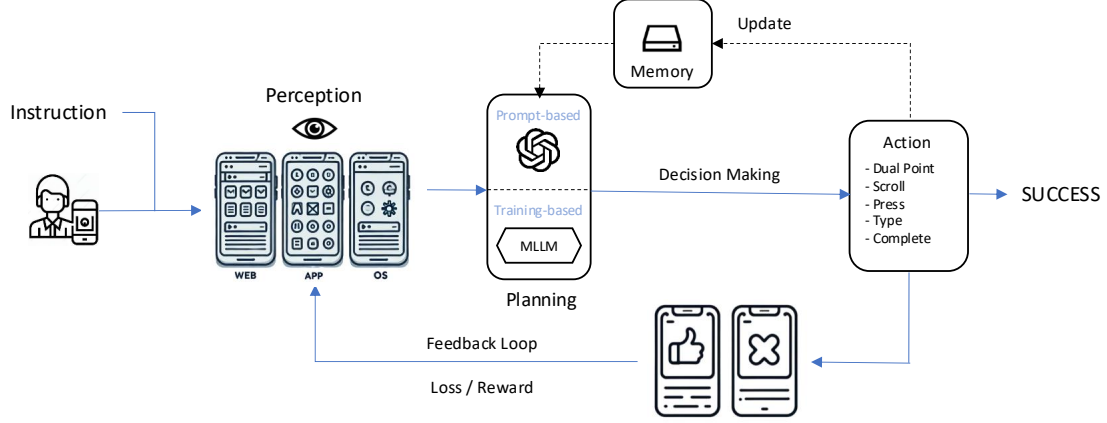 Instruction
Perception
WEB
APP
OS
Prompt-based
Training-based
MLLM
Planning
Memory
Update
Decision Making
Action
- Dual Point
- Scroll
- Press
- Type
- Complete
SUCCESS
Feedback Loop
Loss / Reward